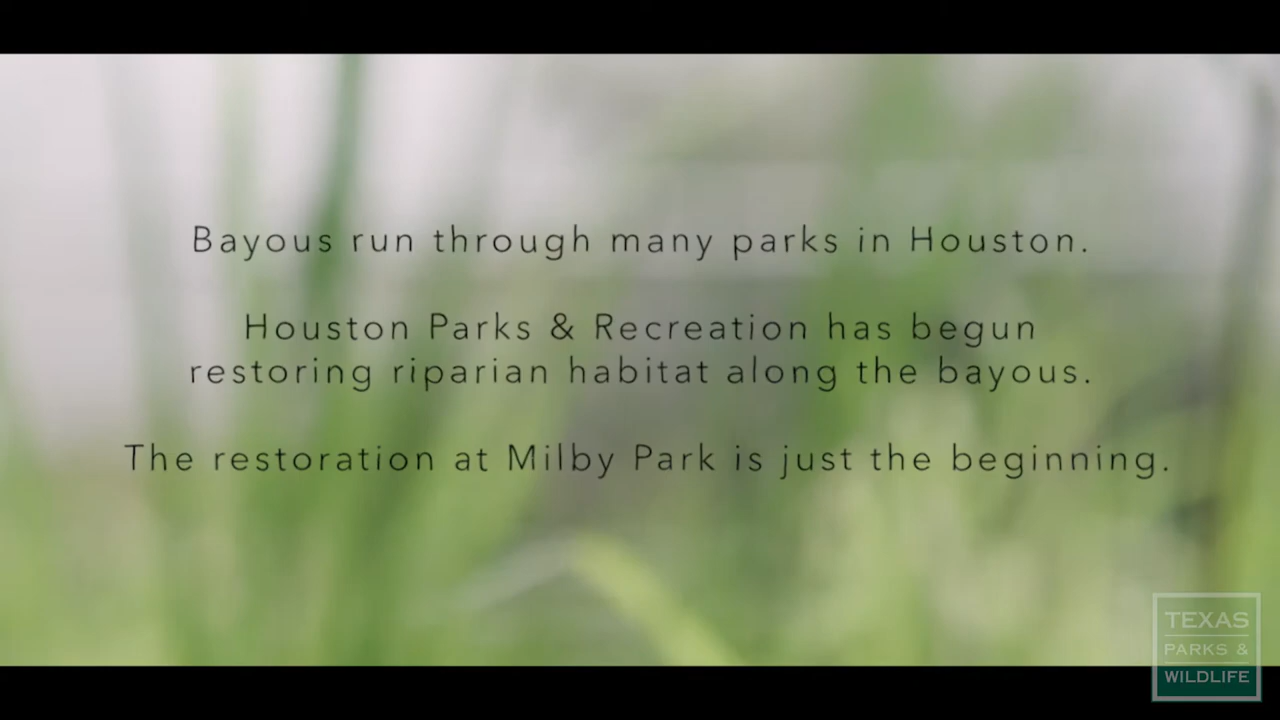 Bayous run through many parks in Houston.
Houston Parks & Recreation has begun
restoring riparian habitat along the bayous.
The restoration at Milby Park is just the beginning.
TEXAS
PARKS &
WILDLIFE